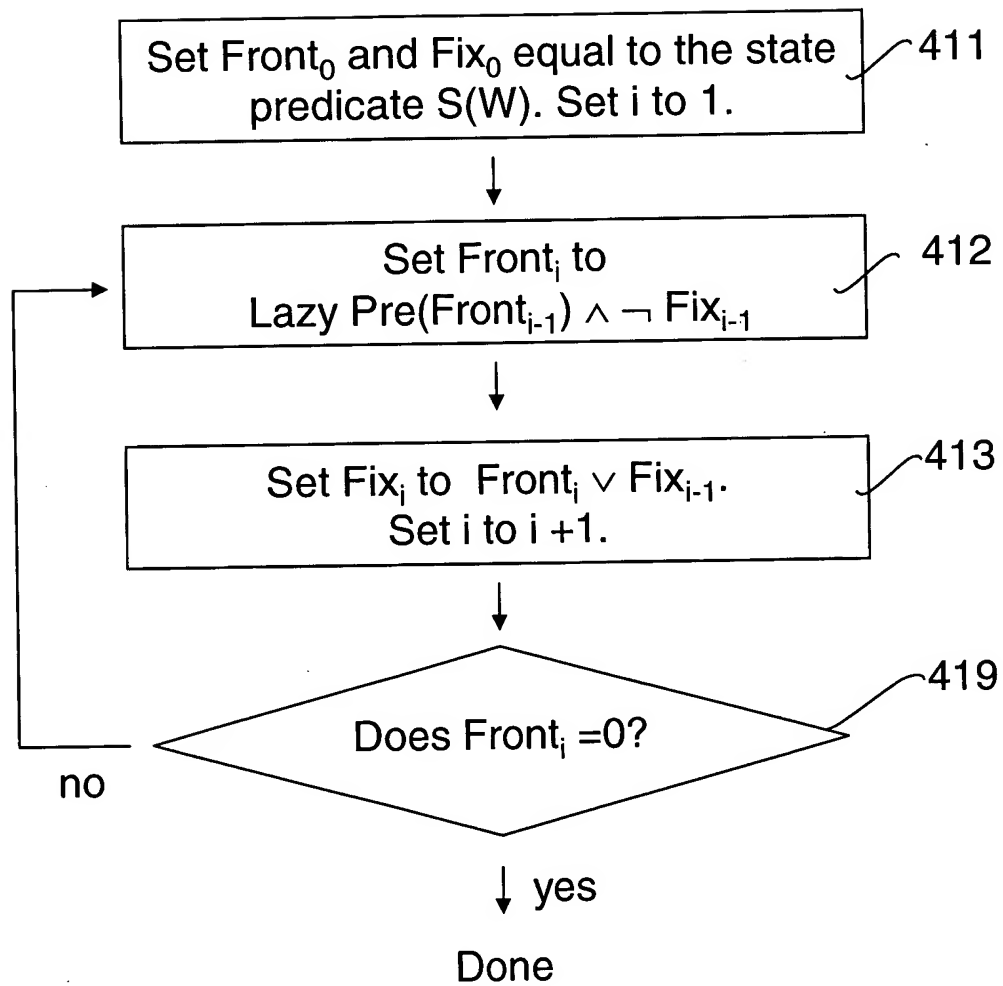 Set Front₀ and Fix₀ equal to the state
predicate S(W). Set i to 1.
411
Set Frontᵢ to
Lazy Pre(Frontᵢ₋₁) ∧ ¬ Fixᵢ₋₁
412
Set Fixᵢ to Frontᵢ ∨ Fixᵢ₋₁.
Set i to i +1.
413
Does Frontᵢ =0?
419
no
yes
Done